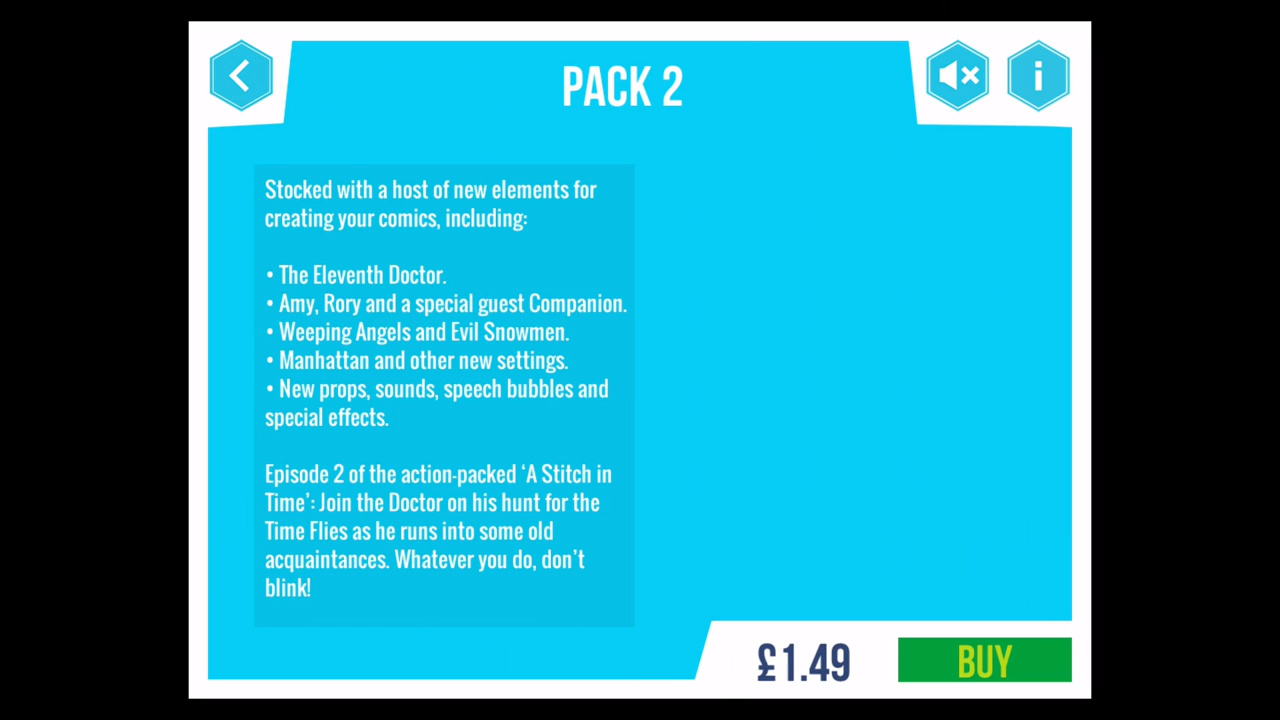 PACK 2
Stocked with a host of new elements for
creating your comics, including:
• The Eleventh Doctor.
• Amy, Rory and a special guest Companion.
• Weeping Angels and Evil Snowmen.
• Manhattan and other new settings.
• New props, sounds, speech bubbles and
special effects.
Episode 2 of the action-packed ‘A Stitch in
Time’: Join the Doctor on his hunt for the
Time Flies as he runs into some old
acquaintances. Whatever you do, don’t
blink!
£1.49
BUY